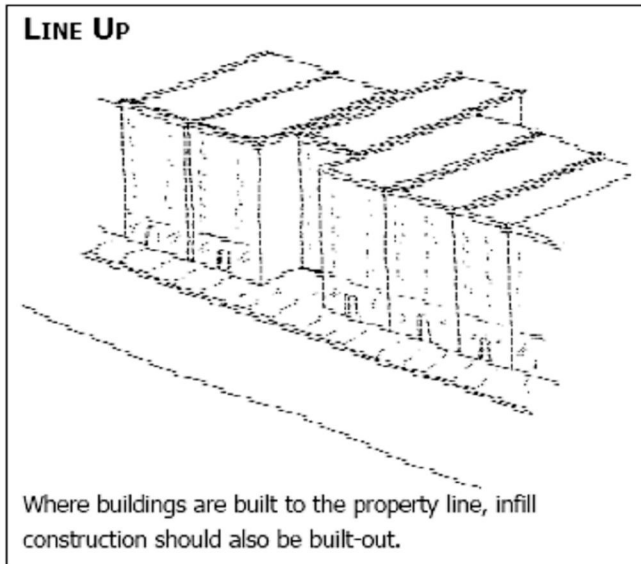 LINE UP
Where buildings are built to the property line, infill
construction should also be built-out.